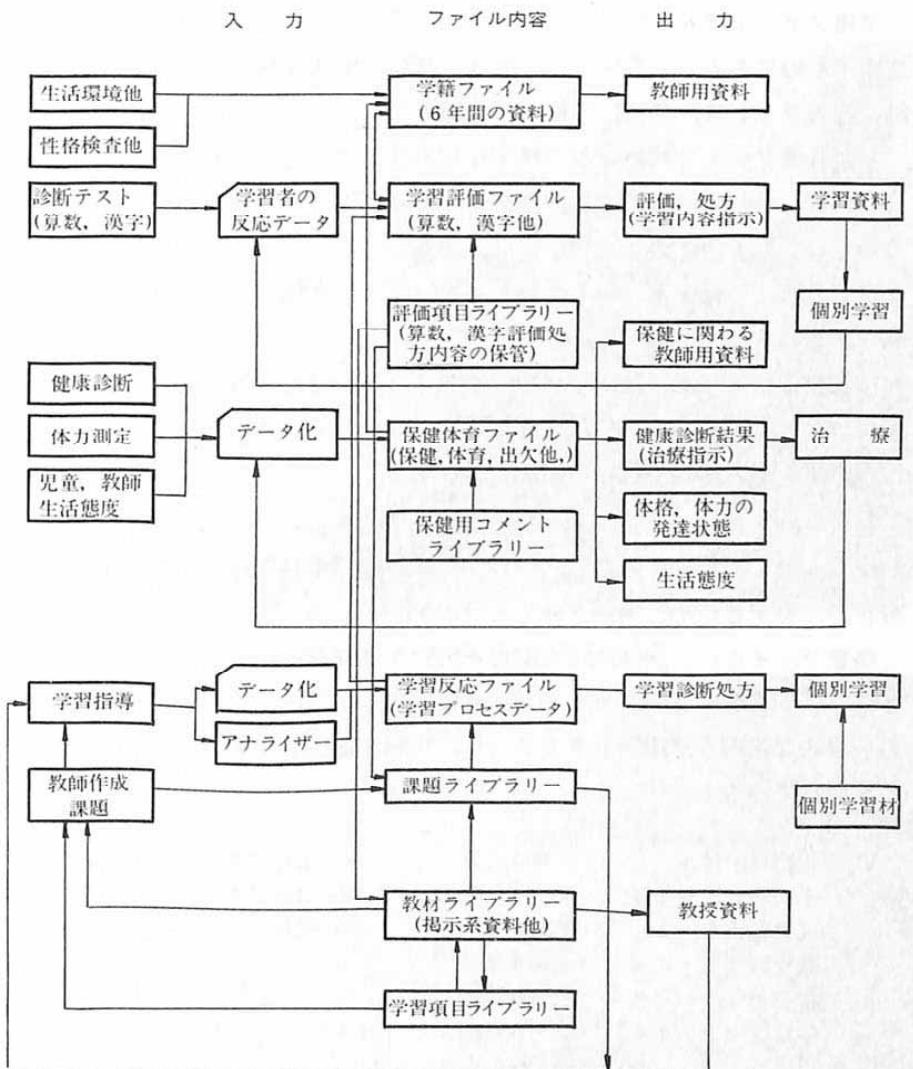 入　力
ファイル内容
出　力
生活環境他
学籍ファイル
(6年間の資料)
教師用資料
性格検査他
診断テスト
(算数，漢字)
学習者の
反応データ
学習評価ファイル
(算数，漢字他)
評価，処方
(学習内容指示)
学習資料
個別学習
評価項目ライブラリー
(算数，漢字評価処
方内容の保管)
保健に関わる
教師用資料
健康診断
体力測定
児童，教師
生活態度
データ化
保健体育ファイル
(保健，体育，出欠他，)
健康診断結果
(治療指示)
治　療
保健用コメント
ライブラリー
体格，体力の
発達状態
生活態度
学習指導
データ化
アナライザー
学習反応ファイル
(学習プロセスデータ)
学習診断処方
個別学習
教師作成
課題
課題ライブラリー
個別学習材
教材ライブラリー
(掲示系資料他)
教授資料
学習項目ライブラリー